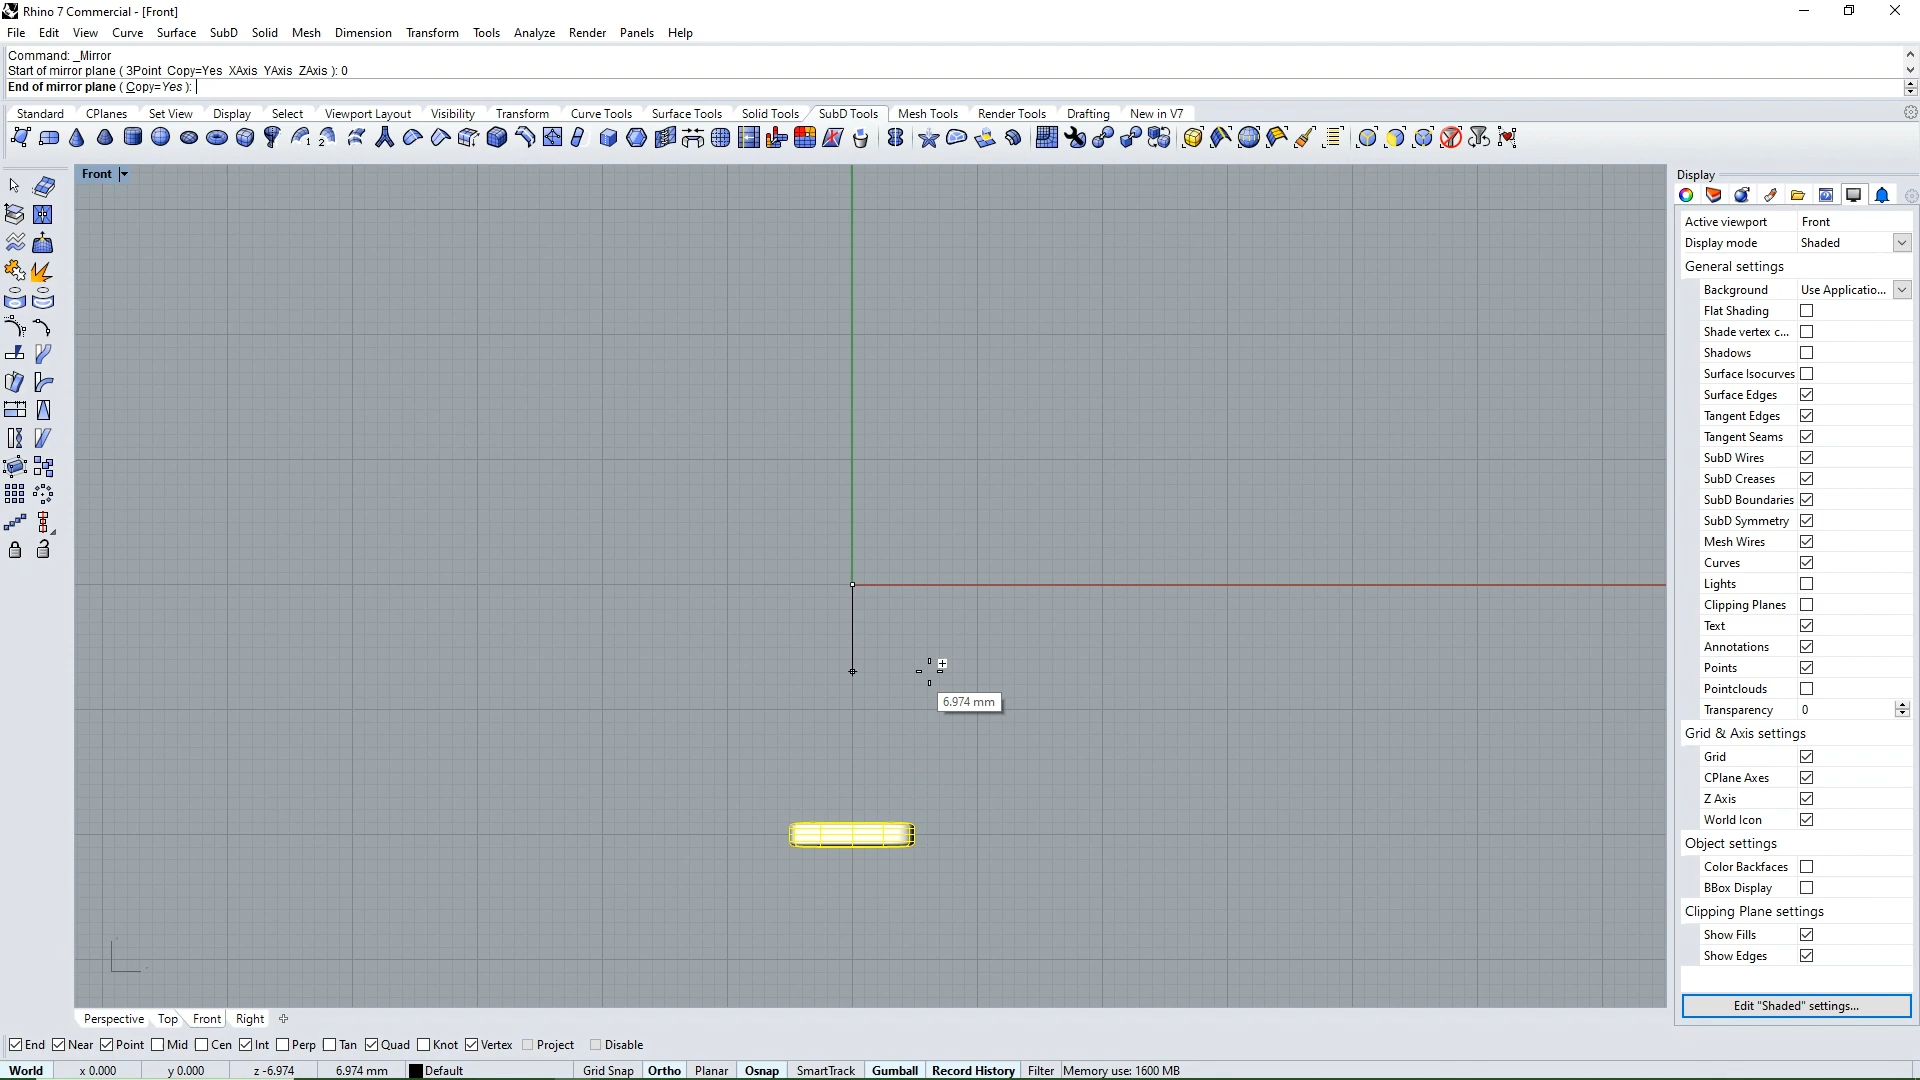 Rhino 7 Commercial - [Front]
File Edit View Curve Surface SubD Solid Mesh Dimension Transform Tools Analyze Render Panels Help
Command: _Mirror
Start of mirror plane ( 3Point Copy=Yes XAxis YAxis ZAxis ): 0
End of mirror plane ( Copy=Yes ):
Standard CPlanes Set View Display Select Viewport Layout Visibility Transform Curve Tools Surface Tools Solid Tools SubD Tools Mesh Tools Render Tools Drafting New in V7
Front
6.974 mm
Display
Active viewport Front
Display mode Shaded
General settings
Background Use Applicatio...
Flat Shading
Shade vertex c...
Shadows
Surface Isocurves
Surface Edges
Tangent Edges
Tangent Seams
SubD Wires
SubD Creases
SubD Boundaries
SubD Symmetry
Mesh Wires
Curves
Lights
Clipping Planes
Text
Annotations
Points
Pointclouds
Transparency 0
Grid & Axis settings
Grid
CPlane Axes
Z Axis
World Icon
Object settings
Color Backfaces
BBox Display
Clipping Plane settings
Show Fills
Show Edges
Edit "Shaded" settings...
Perspective Top Front Right
End Near Point Mid Cen Int Perp Tan Quad Knot Vertex Project Disable
World x 0.000 y 0.000 z -6.974 6.974 mm Default Grid Snap Ortho Planar Osnap SmartTrack Gumball Record History Filter Memory use: 1600 MB